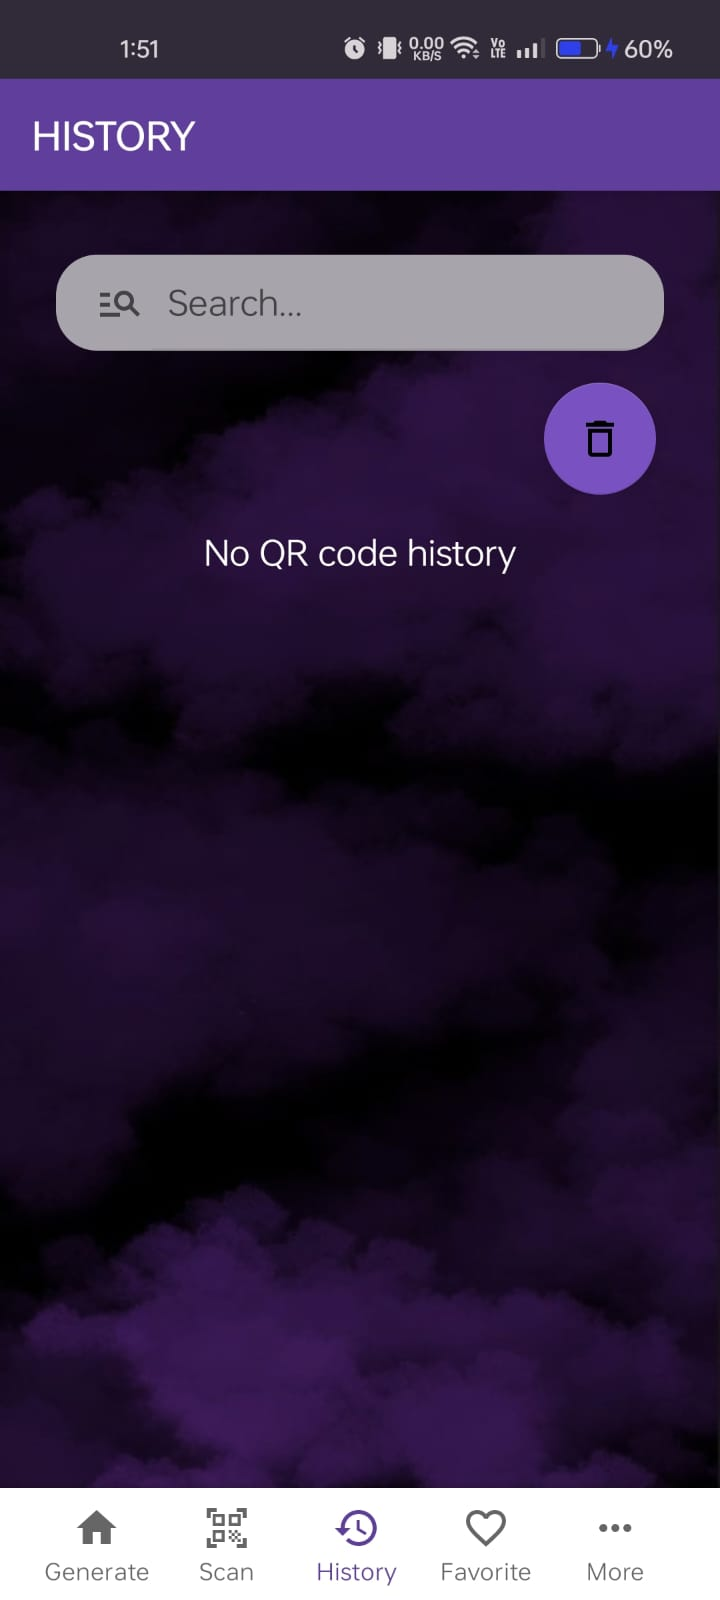 1:51 0.00 KB/S Vo LTE 60%
HISTORY
Search...
No QR code history
Generate Scan History Favorite More